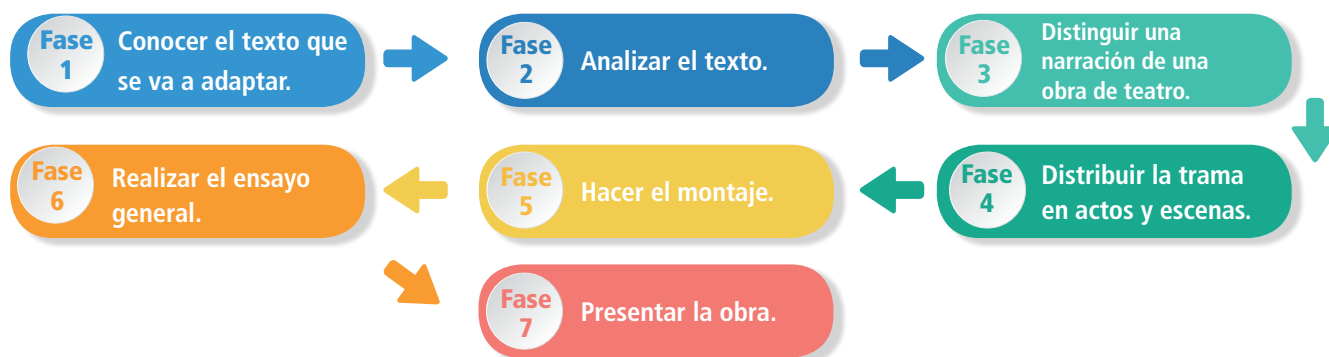 Fase
1
Conocer el texto que
se va a adaptar.
Fase
2
Analizar el texto.
Fase
3
Distinguir una
narración de una
obra de teatro.
Fase
4
Distribuir la trama
en actos y escenas.
Fase
5
Hacer el montaje.
Fase
6
Realizar el ensayo
general.
Fase
7
Presentar la obra.